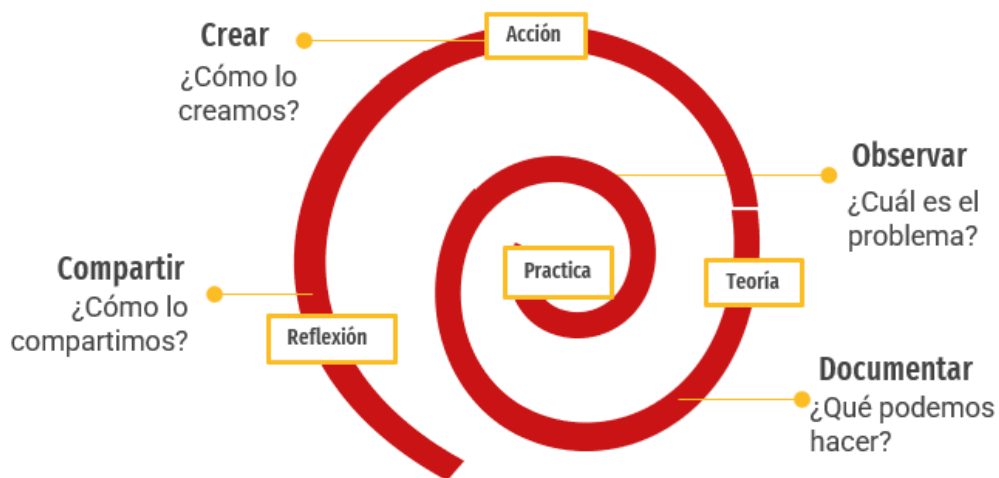 Crear
¿Cómo lo
creamos?
Acción
Observar
¿Cuál es el
problema?
Practica
Teoría
Compartir
¿Cómo lo
compartimos?
Reflexión
Documentar
¿Qué podemos
hacer?